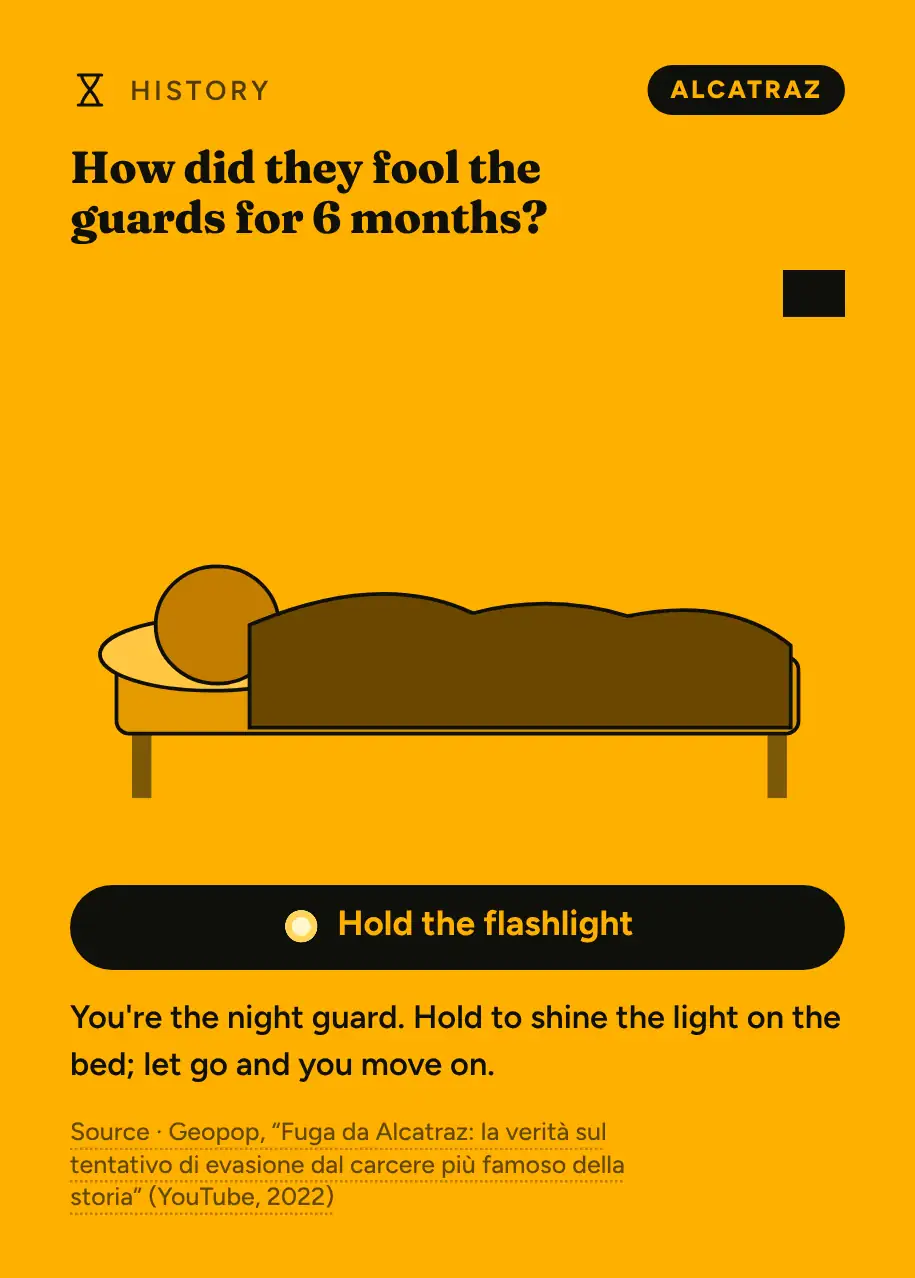 HISTORY
ALCATRAZ
How did they fool the
guards for 6 months?
Hold the flashlight
You're the night guard. Hold to shine the light on the
bed; let go and you move on.
Source · Geopop, “Fuga da Alcatraz: la verità sul
tentativo di evasione dal carcere più famoso della
storia” (YouTube, 2022)